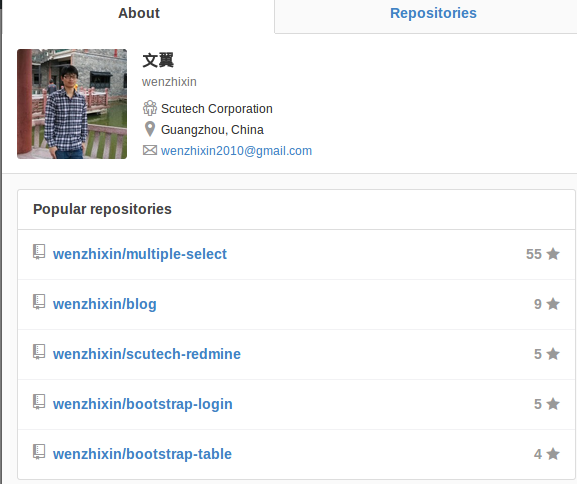 About
Repositories
文翼
wenzhixin
Scutech Corporation
Guangzhou, China
wenzhixin2010@gmail.com
Popular repositories
wenzhixin/multiple-select 55
wenzhixin/blog 9
wenzhixin/scutech-redmine 5
wenzhixin/bootstrap-login 5
wenzhixin/bootstrap-table 4